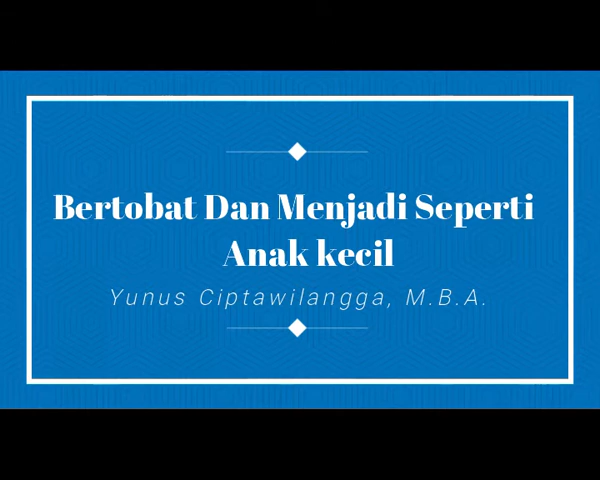 Bertobat Dan Menjadi Seperti
Anak kecil
Yunus Ciptawilangga, M.B.A.